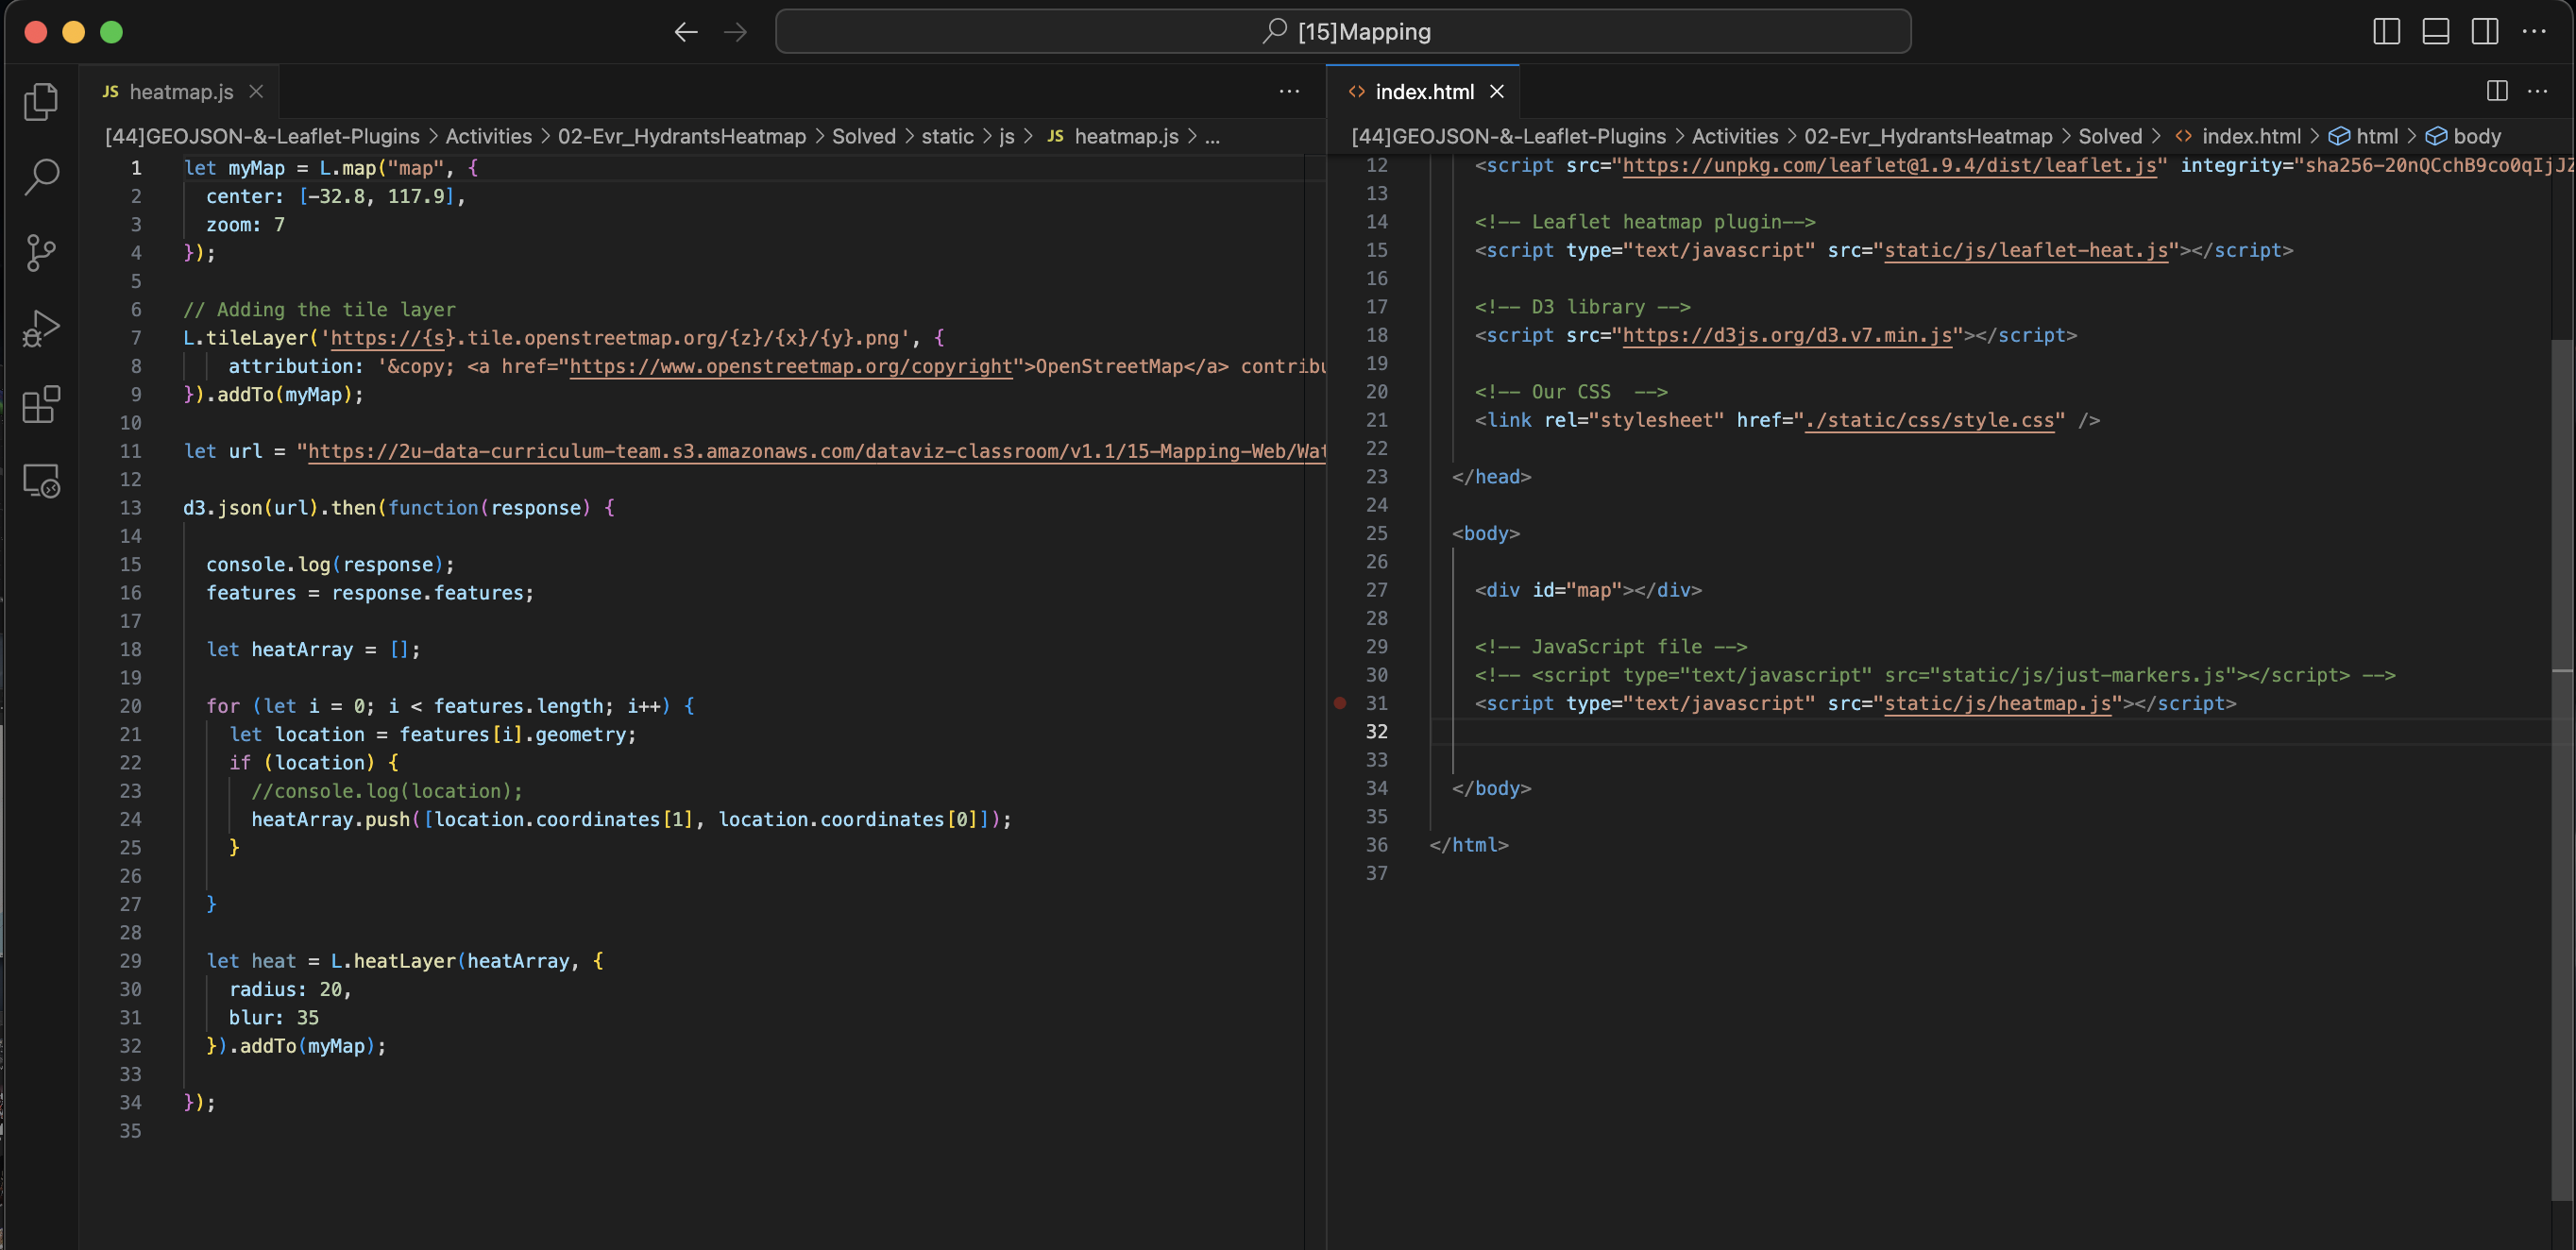 [15]Mapping
JS heatmap.js
[44]GEOJSON-&-Leaflet-Plugins > Activities > 02-Evr_HydrantsHeatmap > Solved > static > js > JS heatmap.js > ...
1 let myMap = L.map("map", {
2   center: [-32.8, 117.9],
3   zoom: 7
4 });
5
6 // Adding the tile layer
7 L.tileLayer('https://{s}.tile.openstreetmap.org/{z}/{x}/{y}.png', {
8     attribution: '&copy; <a href="https://www.openstreetmap.org/copyright">OpenStreetMap</a> contribu
9 }).addTo(myMap);
10
11 let url = "https://2u-data-curriculum-team.s3.amazonaws.com/dataviz-classroom/v1.1/15-Mapping-Web/Wat
12
13 d3.json(url).then(function(response) {
14
15   console.log(response);
16   features = response.features;
17
18   let heatArray = [];
19
20   for (let i = 0; i < features.length; i++) {
21     let location = features[i].geometry;
22     if (location) {
23       //console.log(location);
24       heatArray.push([location.coordinates[1], location.coordinates[0]]);
25     }
26
27   }
28
29   let heat = L.heatLayer(heatArray, {
30     radius: 20,
31     blur: 35
32   }).addTo(myMap);
33
34 });
35
<> index.html
[44]GEOJSON-&-Leaflet-Plugins > Activities > 02-Evr_HydrantsHeatmap > Solved > <> index.html > html > body
12     <script src="https://unpkg.com/leaflet@1.9.4/dist/leaflet.js" integrity="sha256-20nQCchB9co0qIjJZ
13
14     <!-- Leaflet heatmap plugin-->
15     <script type="text/javascript" src="static/js/leaflet-heat.js"></script>
16
17     <!-- D3 library -->
18     <script src="https://d3js.org/d3.v7.min.js"></script>
19
20     <!-- Our CSS  -->
21     <link rel="stylesheet" href="./static/css/style.css" />
22
23   </head>
24
25   <body>
26
27     <div id="map"></div>
28
29     <!-- JavaScript file -->
30     <!-- <script type="text/javascript" src="static/js/just-markers.js"></script> -->
31     <script type="text/javascript" src="static/js/heatmap.js"></script>
32
33
34   </body>
35
36 </html>
37